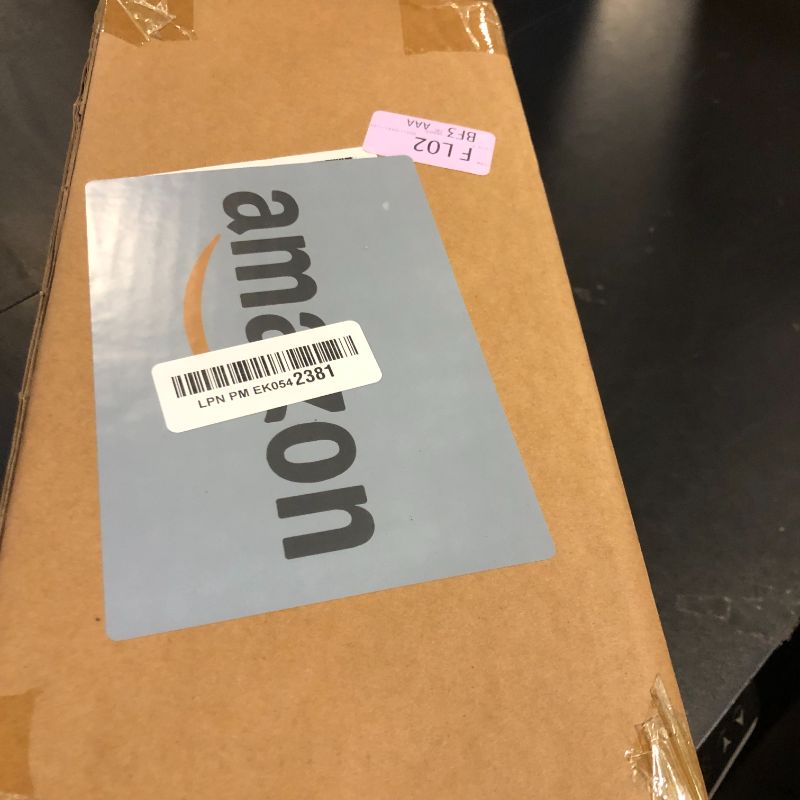 F L02
BF3 AAA
amazon
LPN PM EK0542381